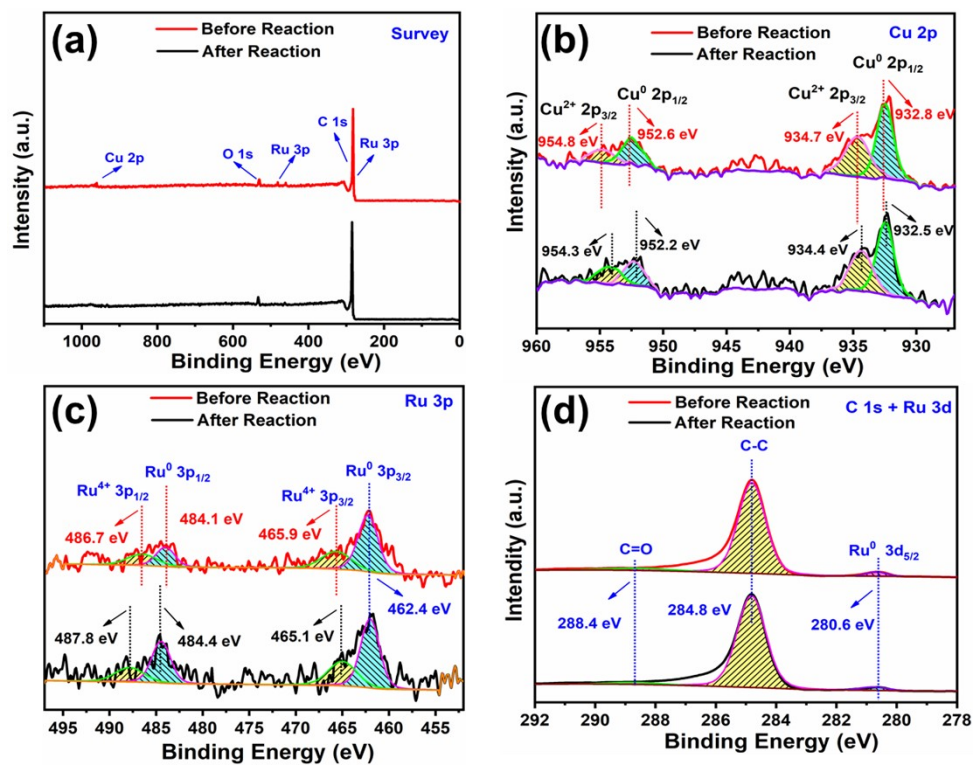 (a)
Before Reaction
After Reaction
Survey
Cu 2p
O 1s
Ru 3p
C 1s
Ru 3p
Intensity (a.u.)
1000 800 600 400 200 0
Binding Energy (eV)
(b)
Before Reaction
After Reaction
Cu 2p
Cu²⁺ 2p₃/₂
Cu⁰ 2p₁/₂
Cu²⁺ 2p₃/₂
Cu⁰ 2p₁/₂
954.8 eV
952.6 eV
934.7 eV
932.8 eV
954.3 eV
952.2 eV
934.4 eV
932.5 eV
Intensity (a.u.)
960 955 950 945 940 935 930
Binding Energy (eV)
(c)
Before Reaction
After Reaction
Ru 3p
Ru⁴⁺ 3p₁/₂
Ru⁰ 3p₁/₂
Ru⁴⁺ 3p₃/₂
Ru⁰ 3p₃/₂
486.7 eV
484.1 eV
465.9 eV
462.4 eV
487.8 eV
484.4 eV
465.1 eV
Intensity (a.u.)
495 490 485 480 475 470 465 460 455
Binding Energy (eV)
(d)
Before Reaction
After Reaction
C 1s + Ru 3d
C-C
C=O
Ru⁰ 3d₅/₂
288.4 eV
284.8 eV
280.6 eV
Intendity (a.u.)
292 290 288 286 284 282 280 278
Binding Energy (eV)